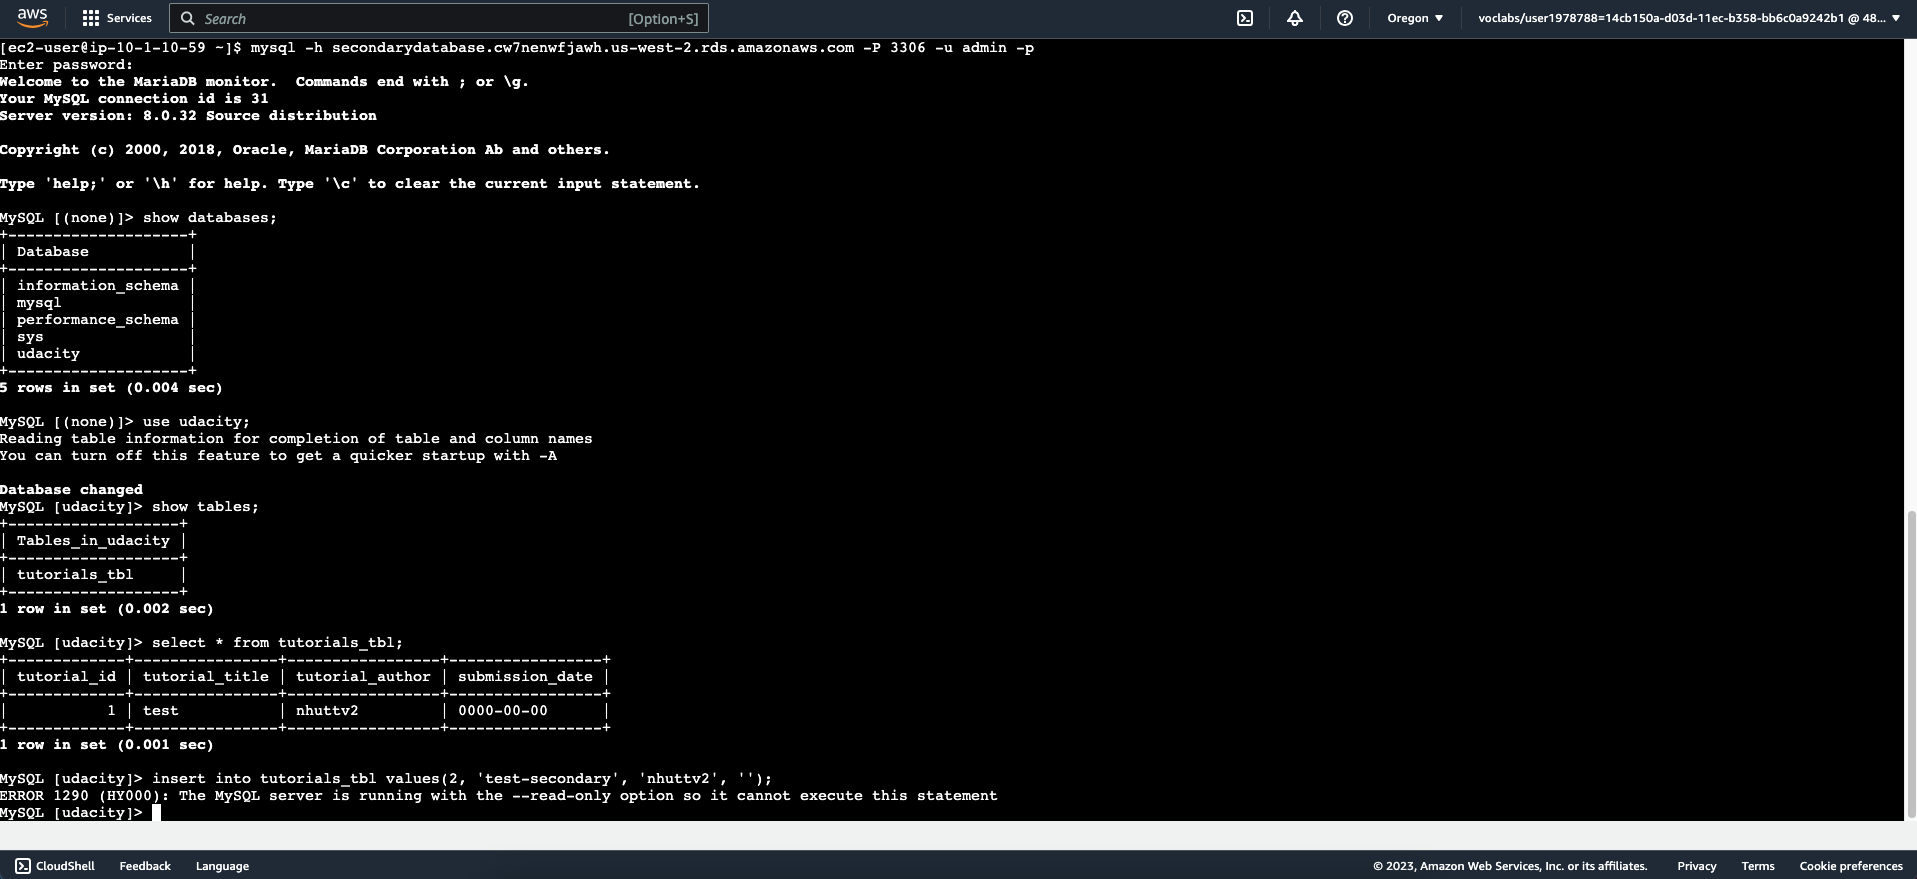 aws
Services
Search
[Option+S]
Oregon ▼
voclabs/user1978788=14cb150a-d03d-11ec-b358-bb6c0a9242b1 @ 48... ▼
[ec2-user@ip-10-1-10-59 ~]$ mysql -h secondarydatabase.cw7nenwfjawh.us-west-2.rds.amazonaws.com -P 3306 -u admin -p
Enter password:
Welcome to the MariaDB monitor.  Commands end with ; or \g.
Your MySQL connection id is 31
Server version: 8.0.32 Source distribution
Copyright (c) 2000, 2018, Oracle, MariaDB Corporation Ab and others.
Type 'help;' or '\h' for help. Type '\c' to clear the current input statement.
MySQL [(none)]> show databases;
+--------------------+
| Database           |
+--------------------+
| information_schema |
| mysql              |
| performance_schema |
| sys                |
| udacity            |
+--------------------+
5 rows in set (0.004 sec)
MySQL [(none)]> use udacity;
Reading table information for completion of table and column names
You can turn off this feature to get a quicker startup with -A
Database changed
MySQL [udacity]> show tables;
+-------------------+
| Tables_in_udacity |
+-------------------+
| tutorials_tbl     |
+-------------------+
1 row in set (0.002 sec)
MySQL [udacity]> select * from tutorials_tbl;
+-------------+----------------+-----------------+-----------------+
| tutorial_id | tutorial_title | tutorial_author | submission_date |
+-------------+----------------+-----------------+-----------------+
|           1 | test           | nhuttv2         | 0000-00-00      |
+-------------+----------------+-----------------+-----------------+
1 row in set (0.001 sec)
MySQL [udacity]> insert into tutorials_tbl values(2, 'test-secondary', 'nhuttv2', '');
ERROR 1290 (HY000): The MySQL server is running with the --read-only option so it cannot execute this statement
MySQL [udacity]>
CloudShell
Feedback
Language
© 2023, Amazon Web Services, Inc. or its affiliates.
Privacy
Terms
Cookie preferences